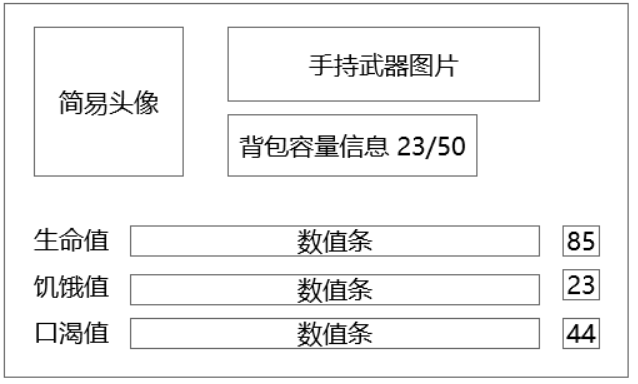 简易头像
手持武器图片
背包容量信息 23/50
生命值 数值条 85
饥饿值 数值条 23
口渴值 数值条 44